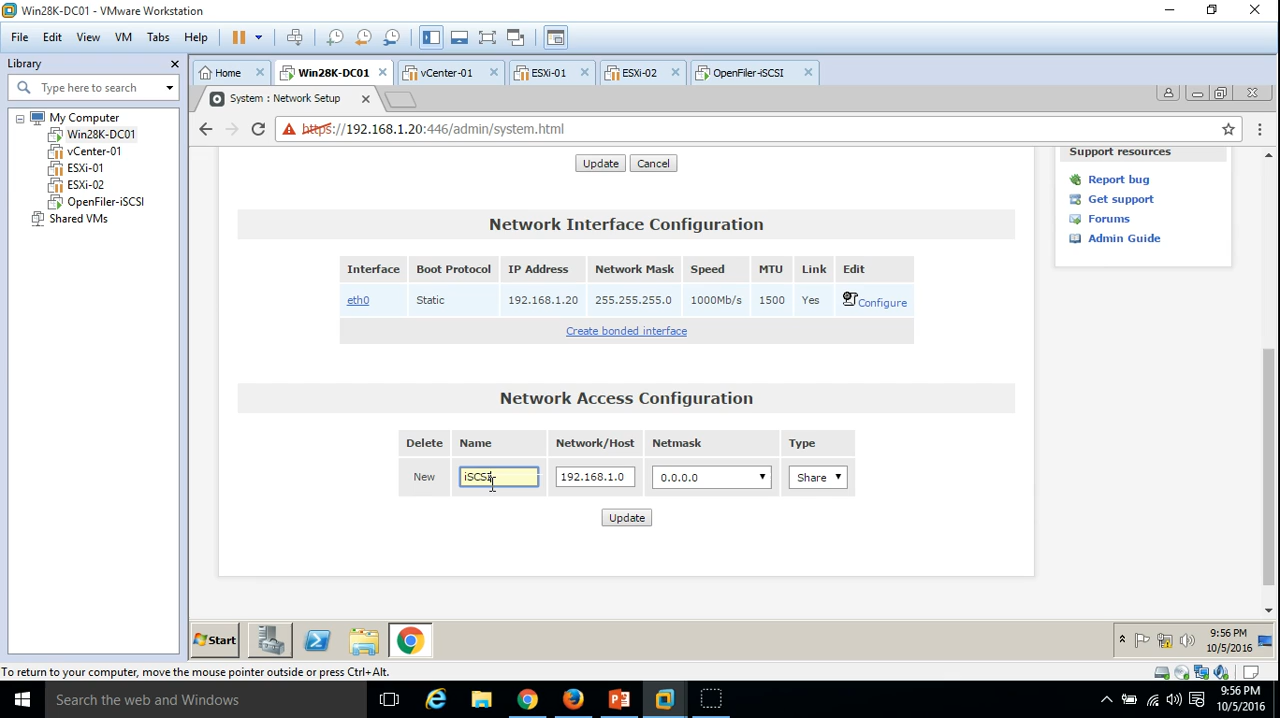 Win28K-DC01 - VMware Workstation
File Edit View VM Tabs Help
Library
Type here to search
My Computer
Win28K-DC01
vCenter-01
ESXi-01
ESXi-02
OpenFiler-iSCSI
Shared VMs
Home Win28K-DC01 vCenter-01 ESXi-01 ESXi-02 OpenFiler-iSCSI
System : Network Setup
https://192.168.1.20:446/admin/system.html
Update Cancel
Support resources
Report bug
Get support
Forums
Admin Guide
Network Interface Configuration
Interface Boot Protocol IP Address Network Mask Speed MTU Link Edit
eth0 Static 192.168.1.20 255.255.255.0 1000Mb/s 1500 Yes Configure
Create bonded interface
Network Access Configuration
Delete Name Network/Host Netmask Type
New iSCSI- 192.168.1.0 0.0.0.0 Share
Update
Start
9:56 PM
10/5/2016
To return to your computer, move the mouse pointer outside or press Ctrl+Alt.
Search the web and Windows
9:56 PM
10/5/2016